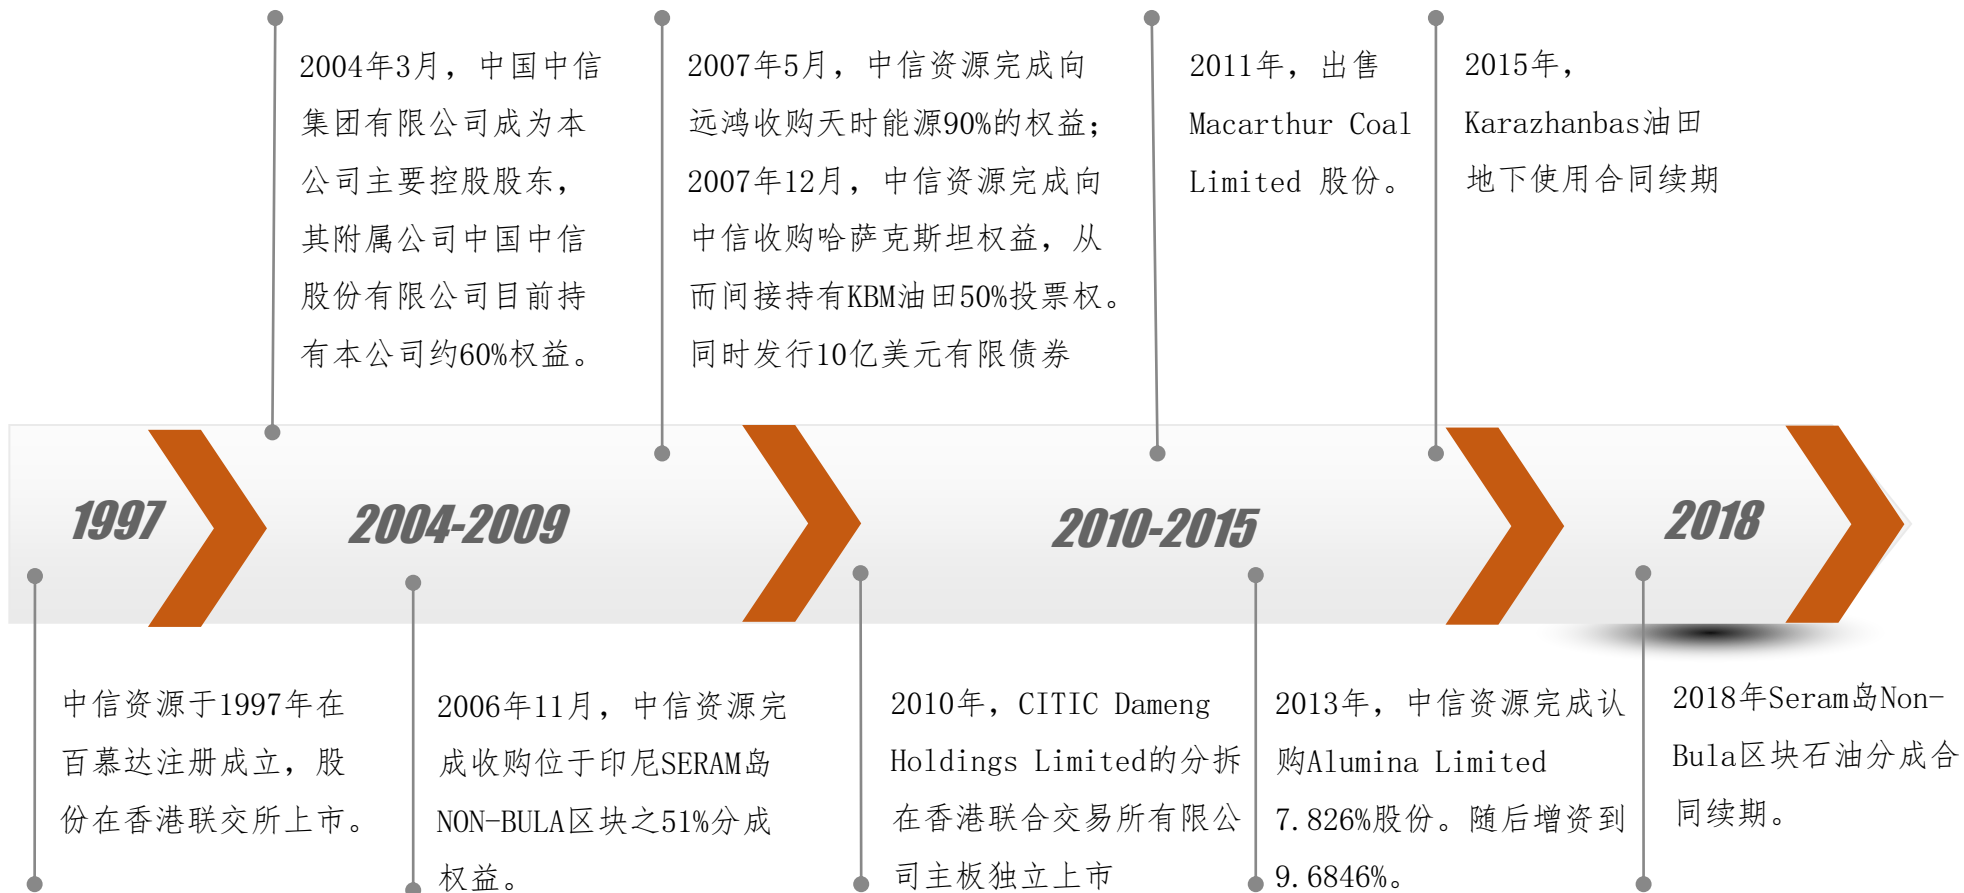 2004年3月，中国中信
集团有限公司成为本
公司主要控股股东，
其附属公司中国中信
股份有限公司目前持
有本公司约60%权益。
2007年5月，中信资源完成向
远鸿收购天时能源90%的权益；
2007年12月，中信资源完成向
中信收购哈萨克斯坦权益，从
而间接持有KBM油田50%投票权。
同时发行10亿美元有限债券
2011年，出售
Macarthur Coal
Limited 股份。
2015年，
Karazhanbas油田
地下使用合同续期
1997
2004-2009
2010-2015
2018
中信资源于1997年在
百慕达注册成立，股
份在香港联交所上市。
2006年11月，中信资源完
成收购位于印尼SERAM岛
NON-BULA区块之51%分成
权益。
2010年，CITIC Dameng
Holdings Limited的分拆
在香港联合交易所有限公
司主板独立上市
2013年，中信资源完成认
购Alumina Limited
7.826%股份。随后增资到
9.6846%。
2018年Seram岛Non-
Bula区块石油分成合
同续期。